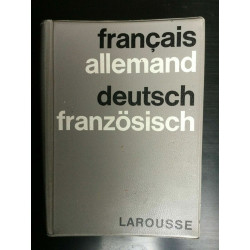 français
allemand
deutsch
französisch
LAROUSSE